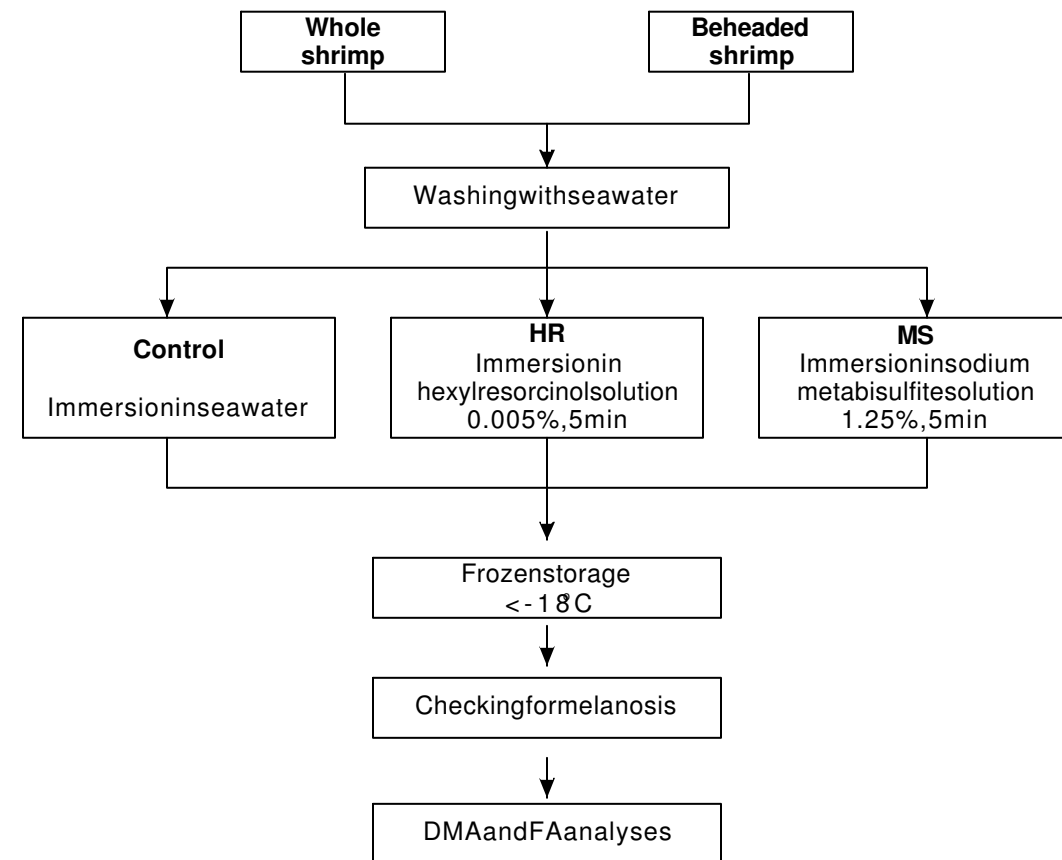 Whole
shrimp
Beheaded
shrimp
Washingwithseawater
Control
Immersioninseawater
HR
Immersionin
hexylresorcinolsolution
0.005%,5min
MS
Immersioninsodium
metabisulfitesolution
1.25%,5min
Frozenstorage
<-18°C
Checkingformelanosis
DMAandFAanalyses